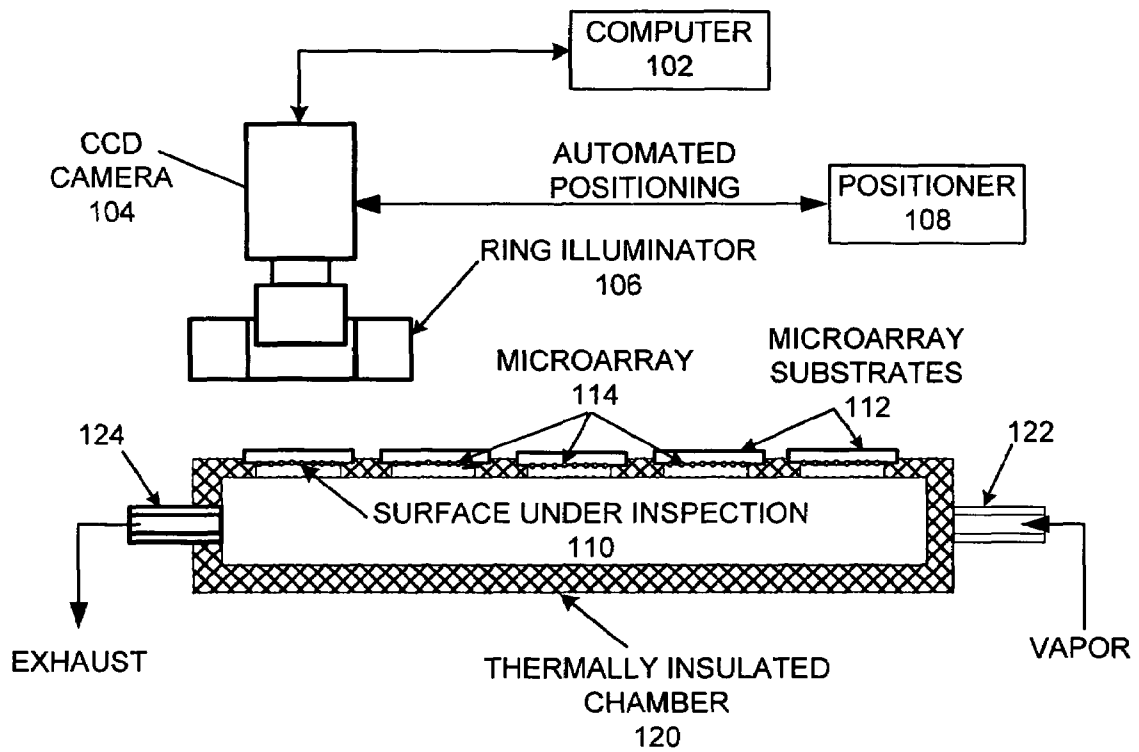 COMPUTER
102
CCD
CAMERA
104
AUTOMATED
POSITIONING
POSITIONER
108
RING ILLUMINATOR
106
MICROARRAY
114
MICROARRAY
SUBSTRATES
112
124
122
SURFACE UNDER INSPECTION
110
EXHAUST
VAPOR
THERMALLY INSULATED
CHAMBER
120